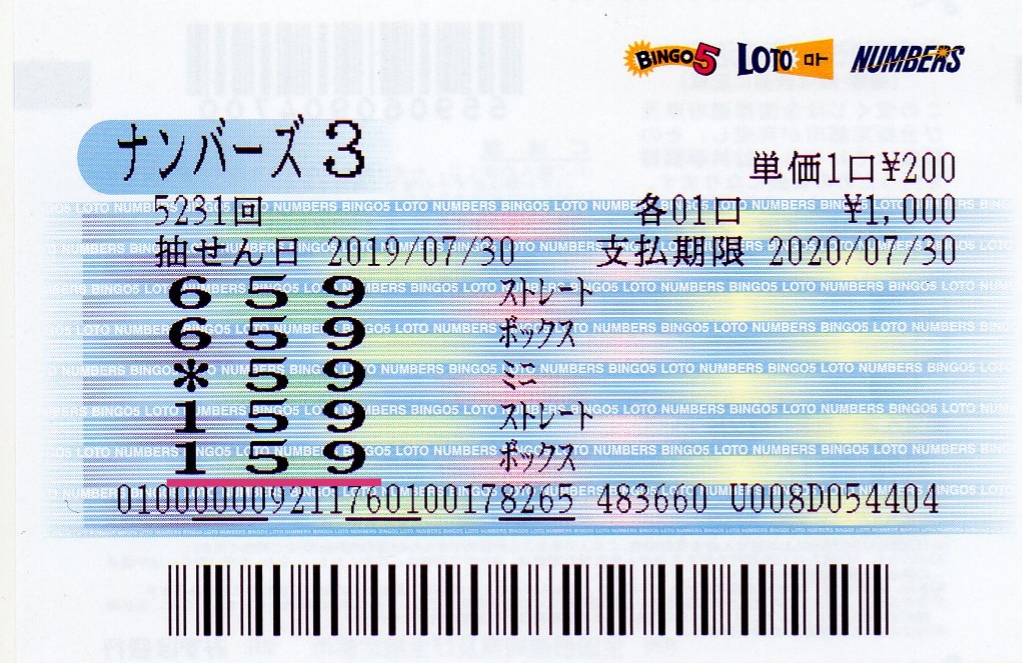 BINGO5 LOTO ロト NUMBERS
ナンバーズ3
単価1口¥200
5231回 各01口 ¥1,000
抽せん日 2019/07/30 支払期限 2020/07/30
6 5 9 ストレート
6 5 9 ボックス
* 5 9 ミニ
1 5 9 ストレート
1 5 9 ボックス
010000009211760100178265 483660 U008D054404